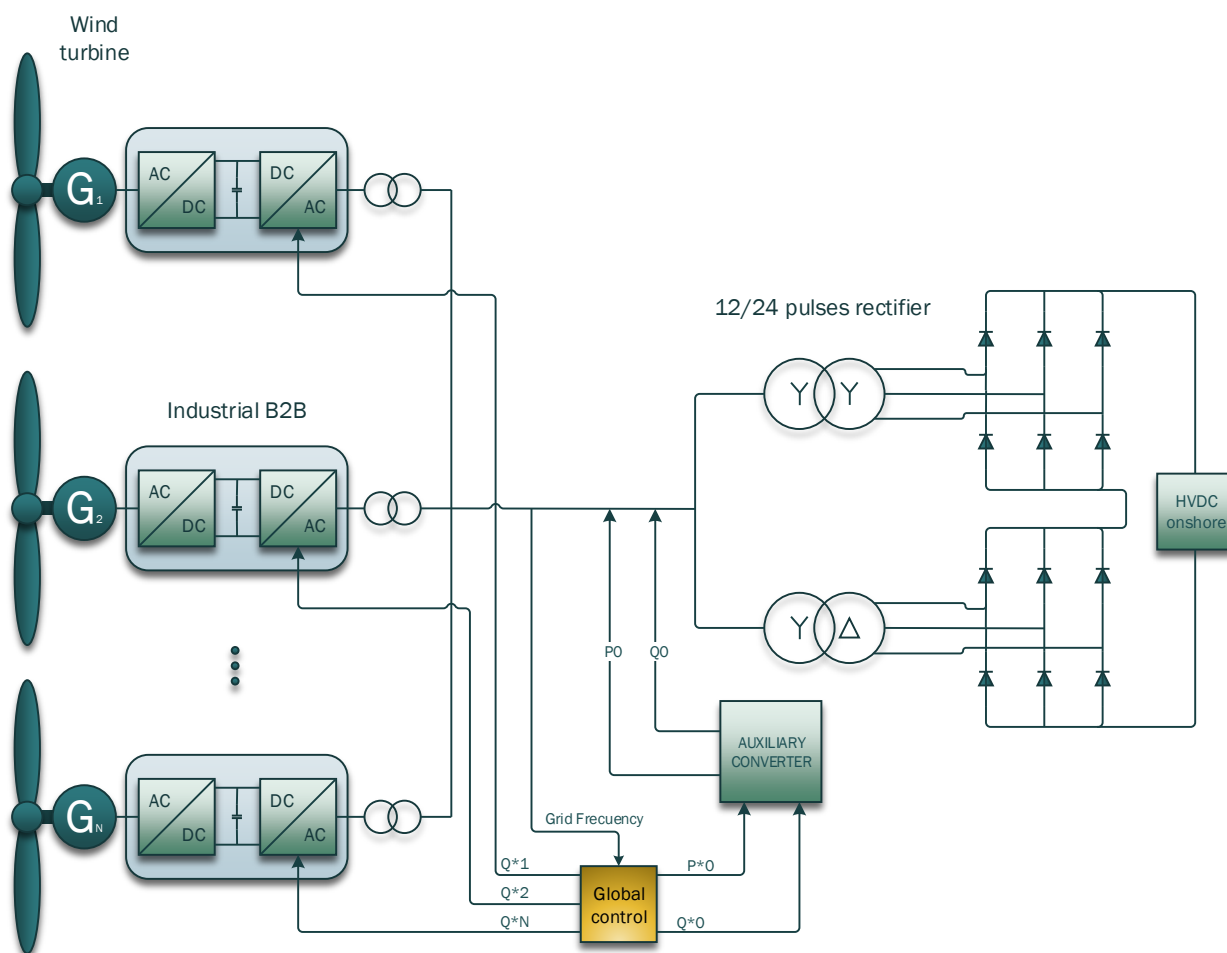 Wind
turbine
G1
AC
DC
DC
AC
12/24 pulses rectifier
Y
Y
Industrial B2B
G2
AC
DC
DC
AC
HVDC
onshore
Y
Δ
P0
Q0
AUXILIARY
CONVERTER
GN
AC
DC
DC
AC
Grid Frecuency
Q*1
P*0
Q*2
Global
control
Q*N
Q*0